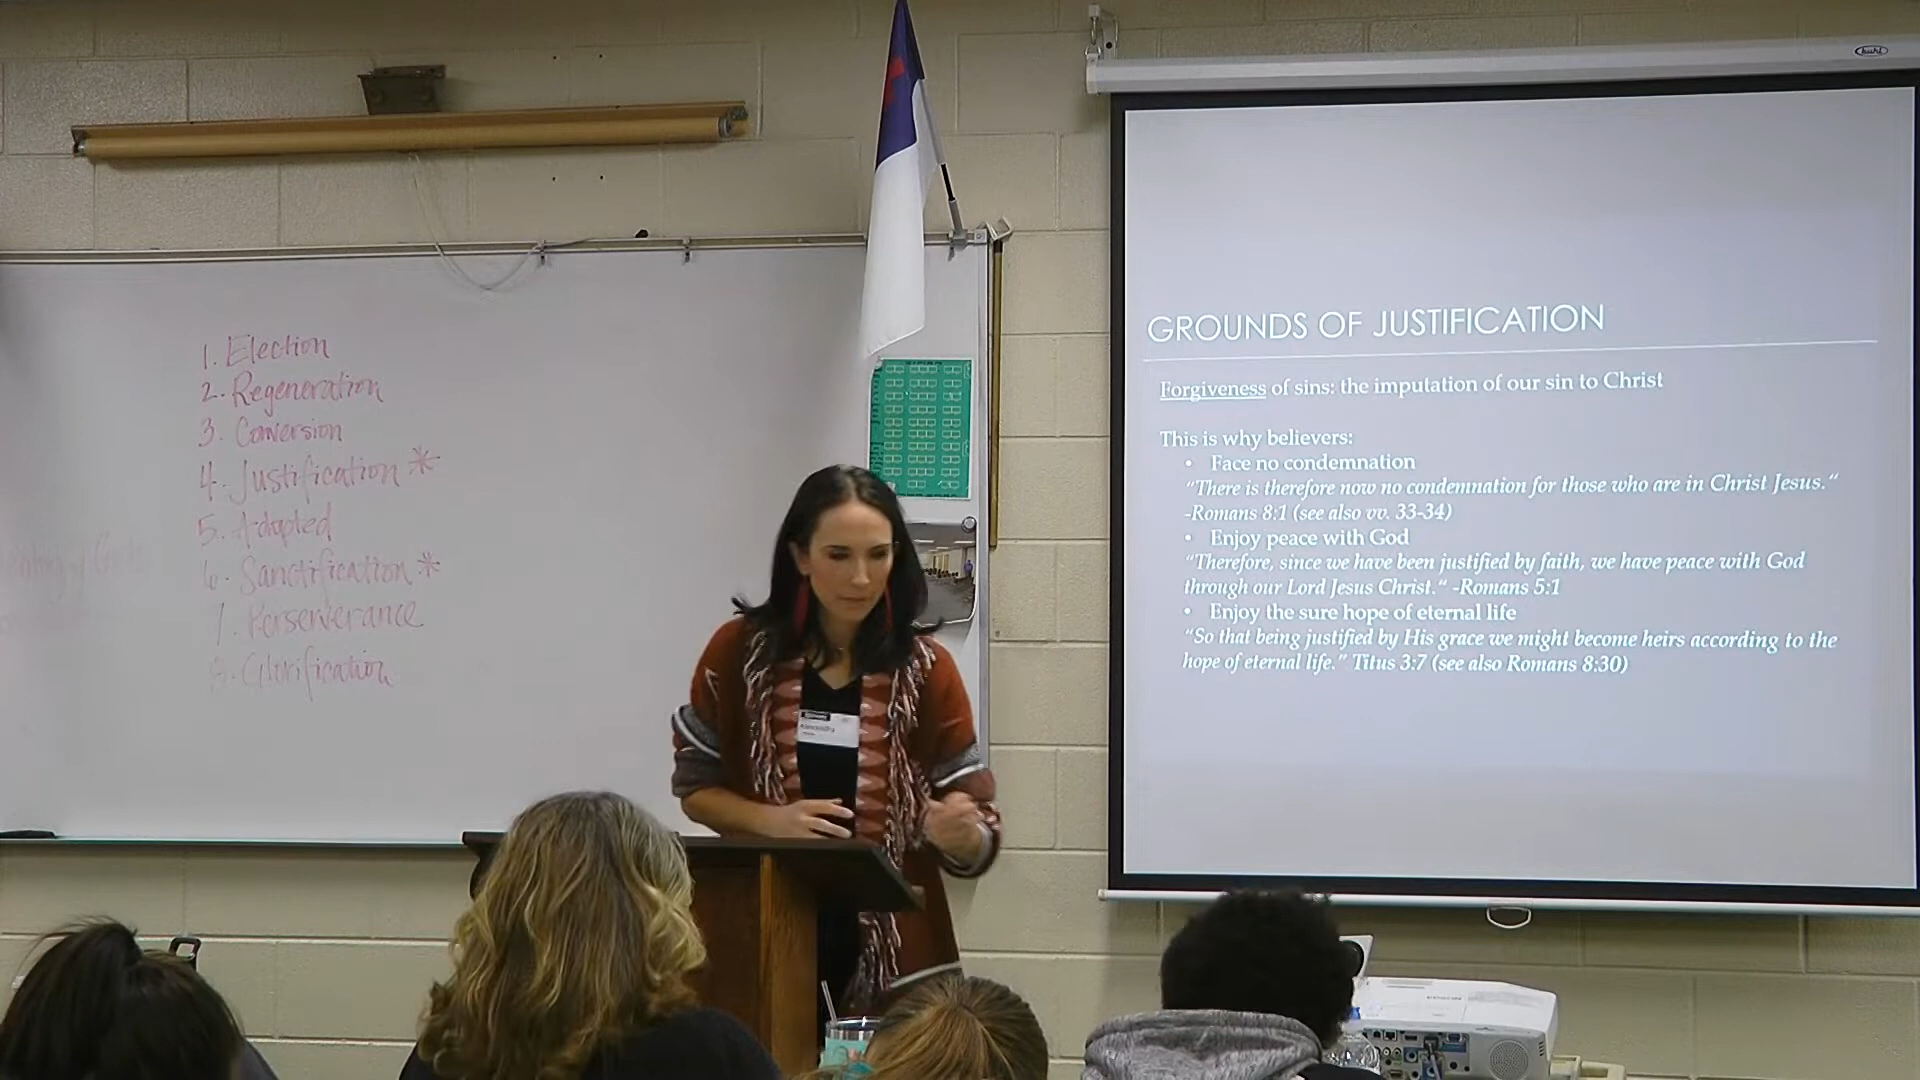 1. Election
2. Regeneration
3. Conversion
4. Justification *
5. Adopted
6. Sanctification *
7. Perserverance
8. Glorification
GROUNDS OF JUSTIFICATION
Forgiveness of sins: the imputation of our sin to Christ
This is why believers:
• Face no condemnation
"There is therefore now no condemnation for those who are in Christ Jesus."
-Romans 8:1 (see also vv. 33-34)
• Enjoy peace with God
"Therefore, since we have been justified by faith, we have peace with God
through our Lord Jesus Christ." -Romans 5:1
• Enjoy the sure hope of eternal life
"So that being justified by His grace we might become heirs according to the
hope of eternal life." Titus 3:7 (see also Romans 8:30)